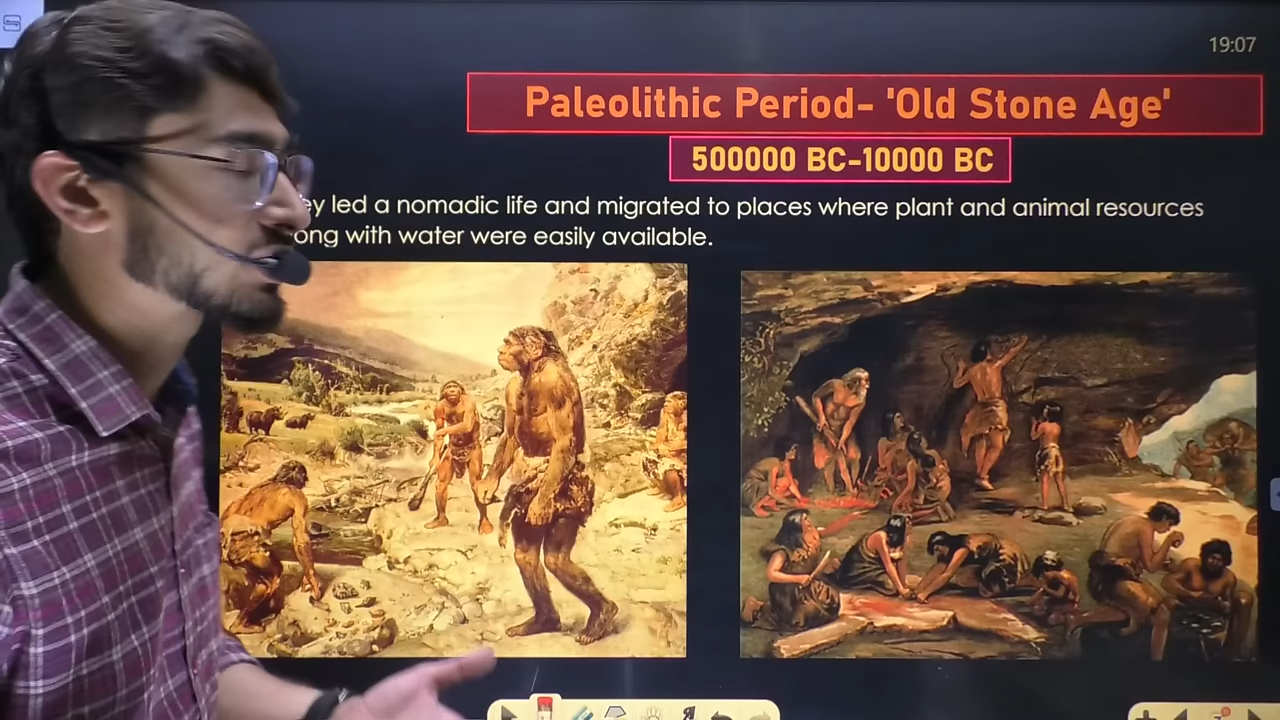 19:07
Paleolithic Period- 'Old Stone Age'
500000 BC-10000 BC
led a nomadic life and migrated to places where plant and animal resources
with water were easily available.